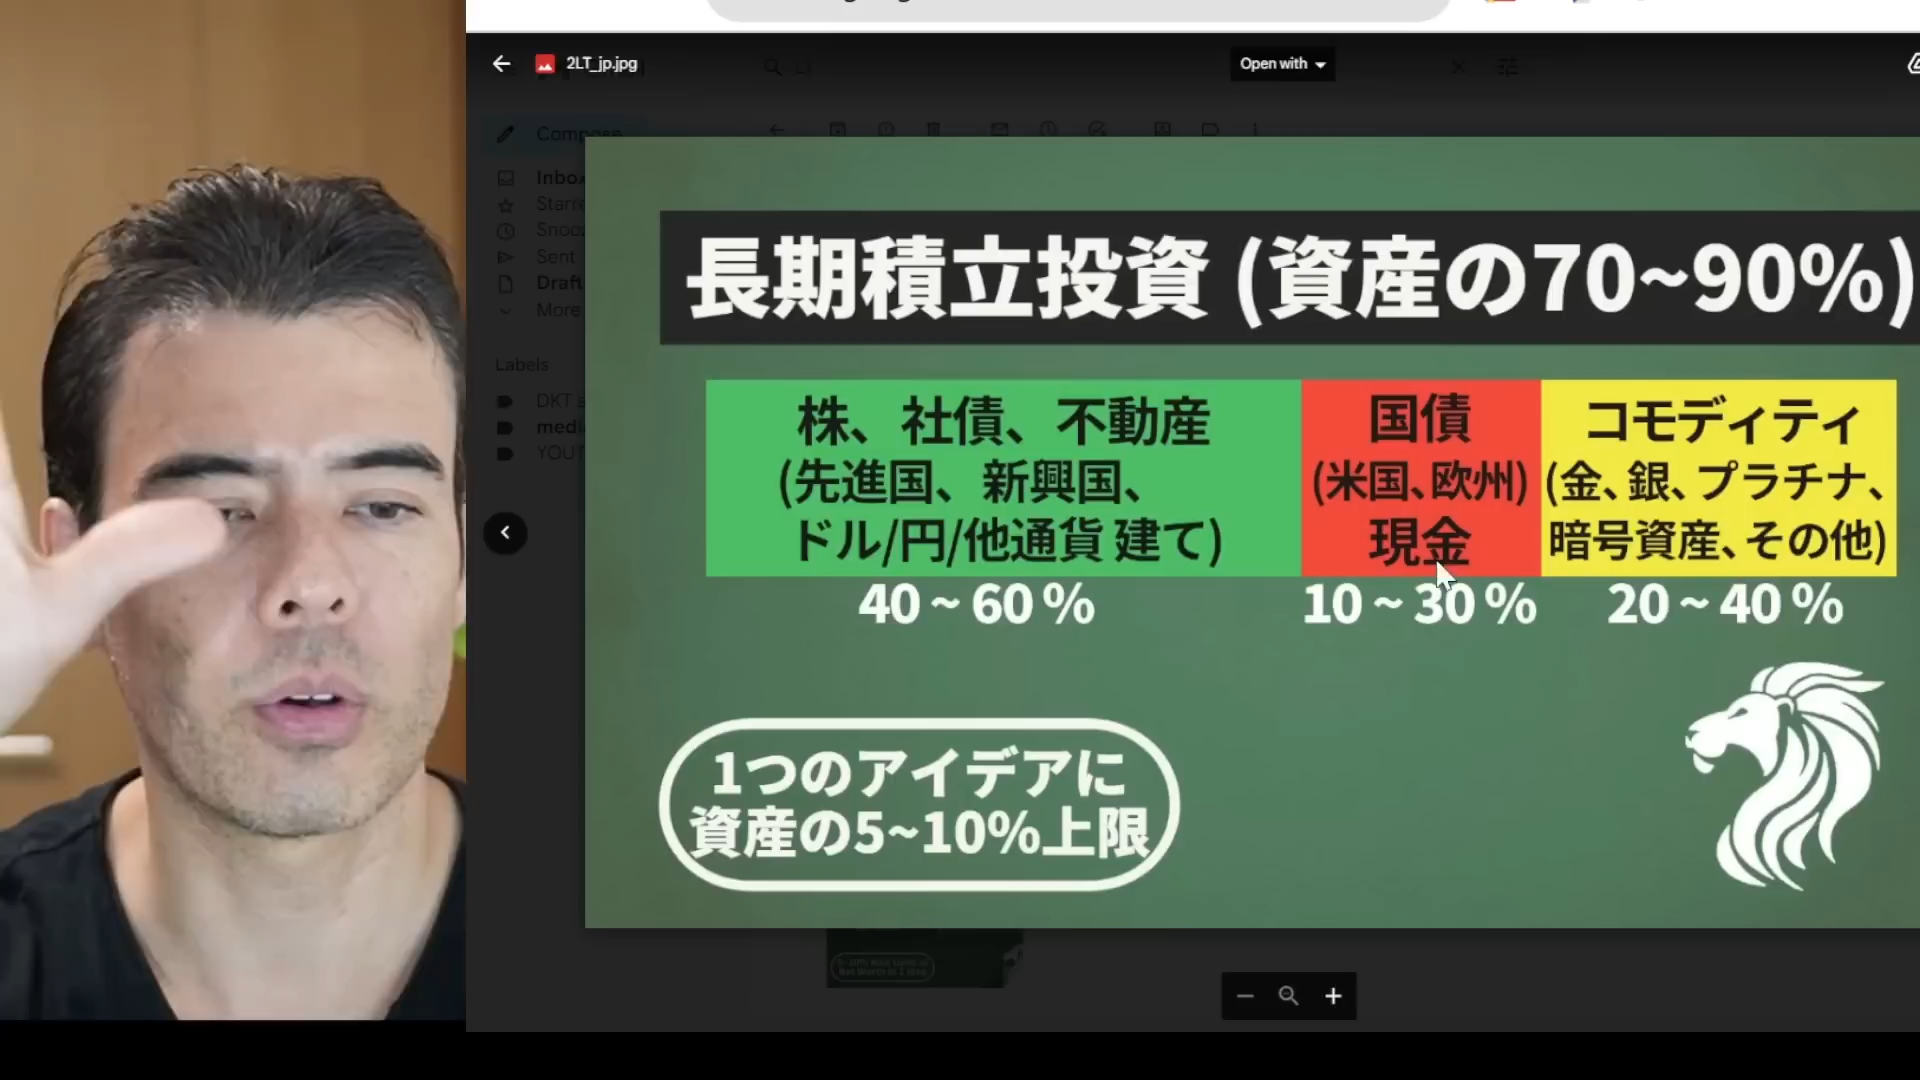 2LT_jp.jpg
Open with
Compose
Inbox
Sent
Draft
More
Labels
DKT
長期積立投資 (資産の70~90%)
株、社債、不動産
(先進国、新興国、
ドル/円/他通貨 建て)
40 ~ 60 %
国債
(米国、欧州)
現金
10 ~ 30 %
コモディティ
(金、銀、プラチナ、
暗号資産、その他)
20 ~ 40 %
1つのアイデアに
資産の5~10%上限